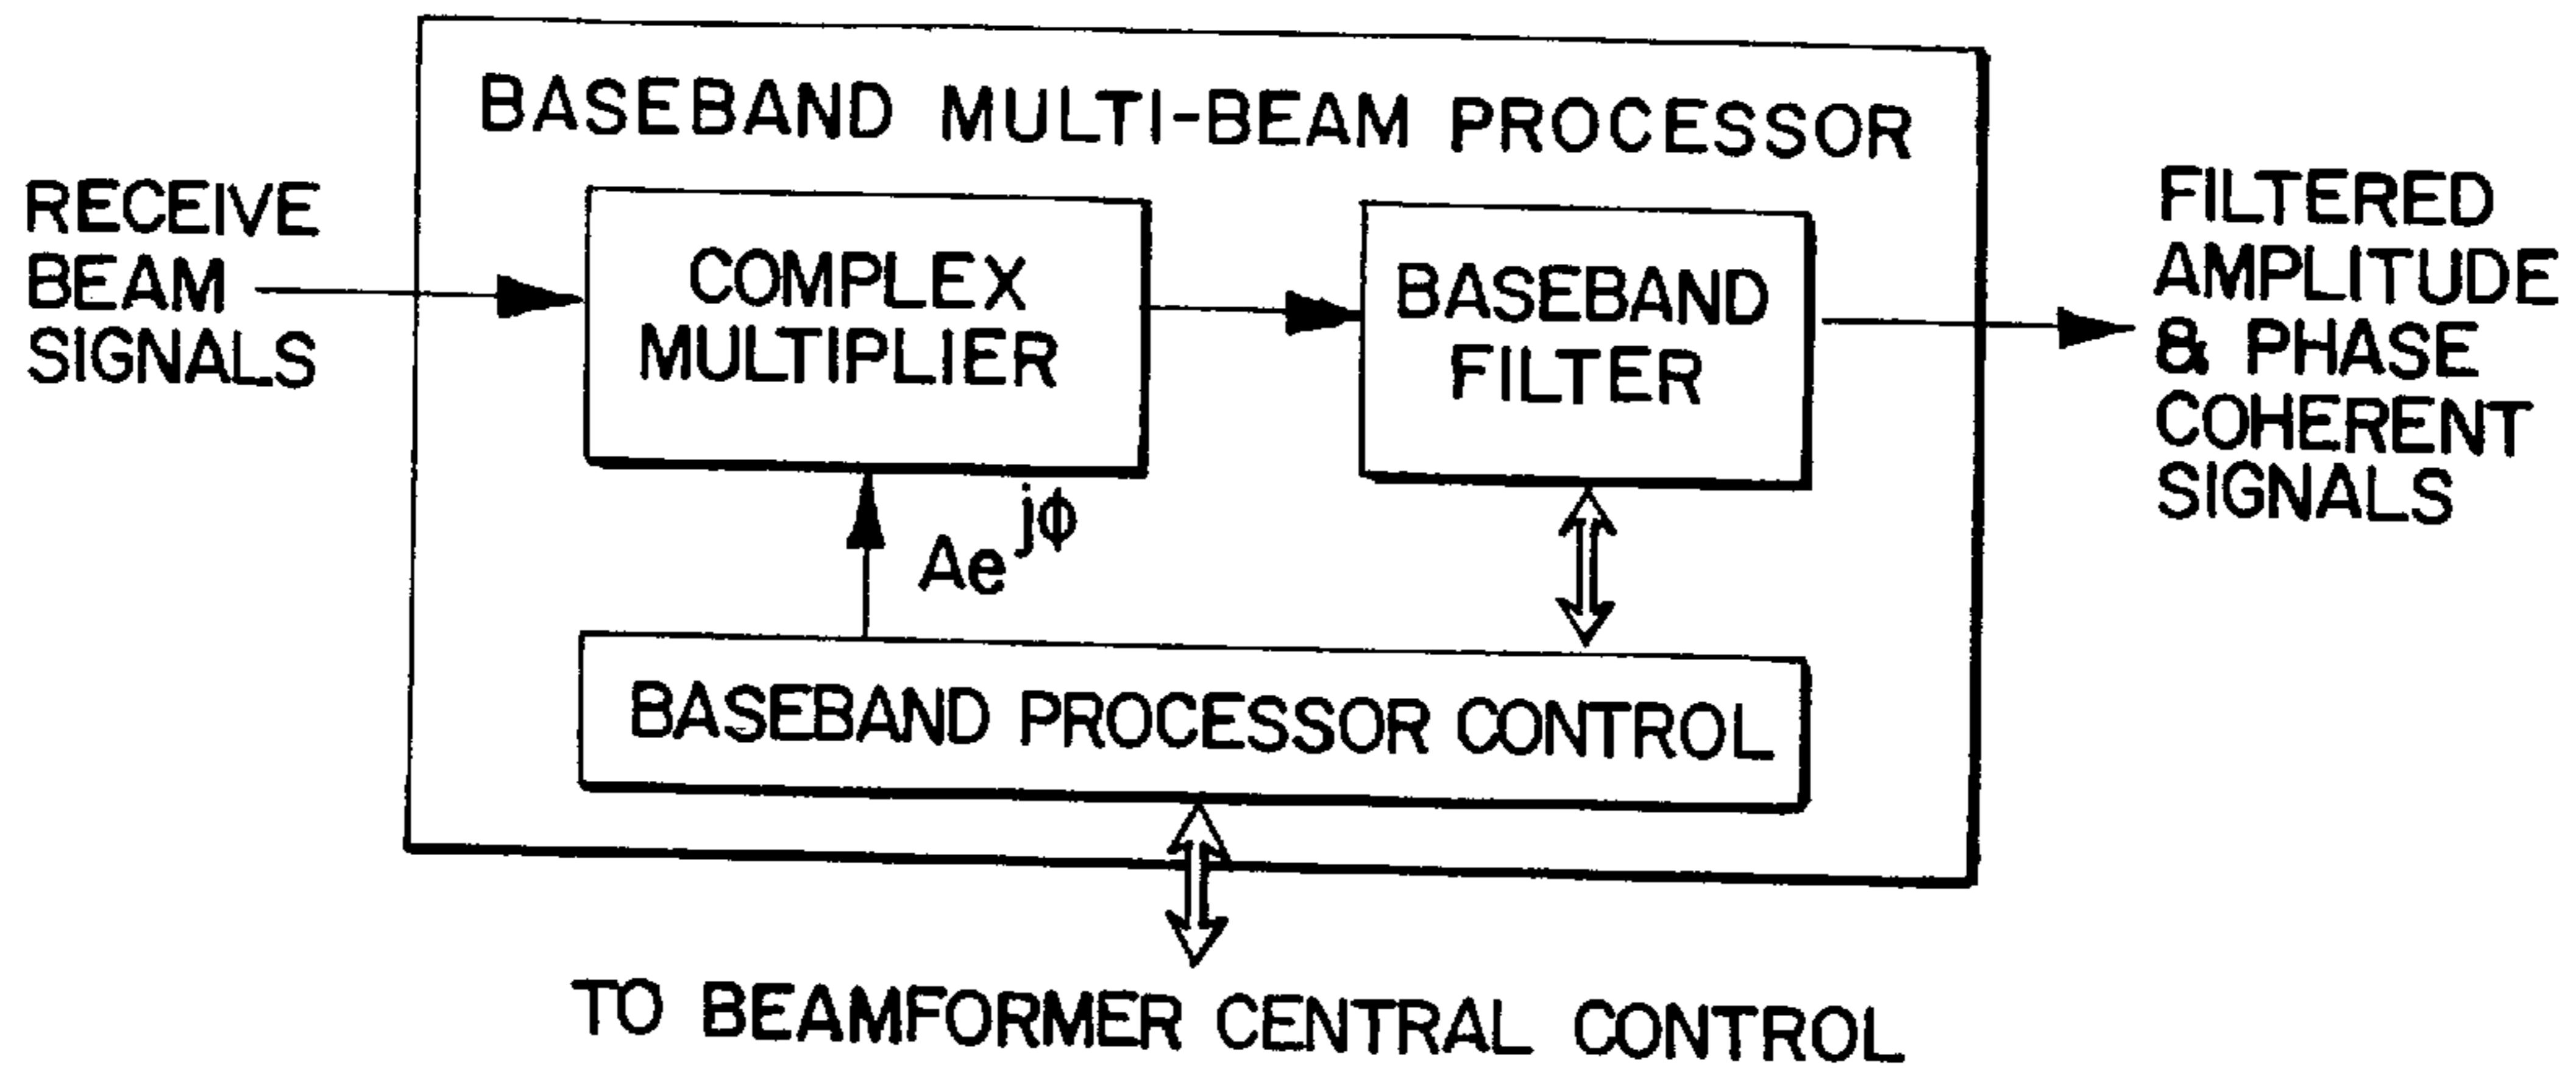 BASEBAND MULTI-BEAM PROCESSOR
RECEIVE
BEAM
SIGNALS
COMPLEX
MULTIPLIER
BASEBAND
FILTER
FILTERED
AMPLITUDE
& PHASE
COHERENT
SIGNALS
Ae^jϕ
BASEBAND PROCESSOR CONTROL
TO BEAMFORMER CENTRAL CONTROL